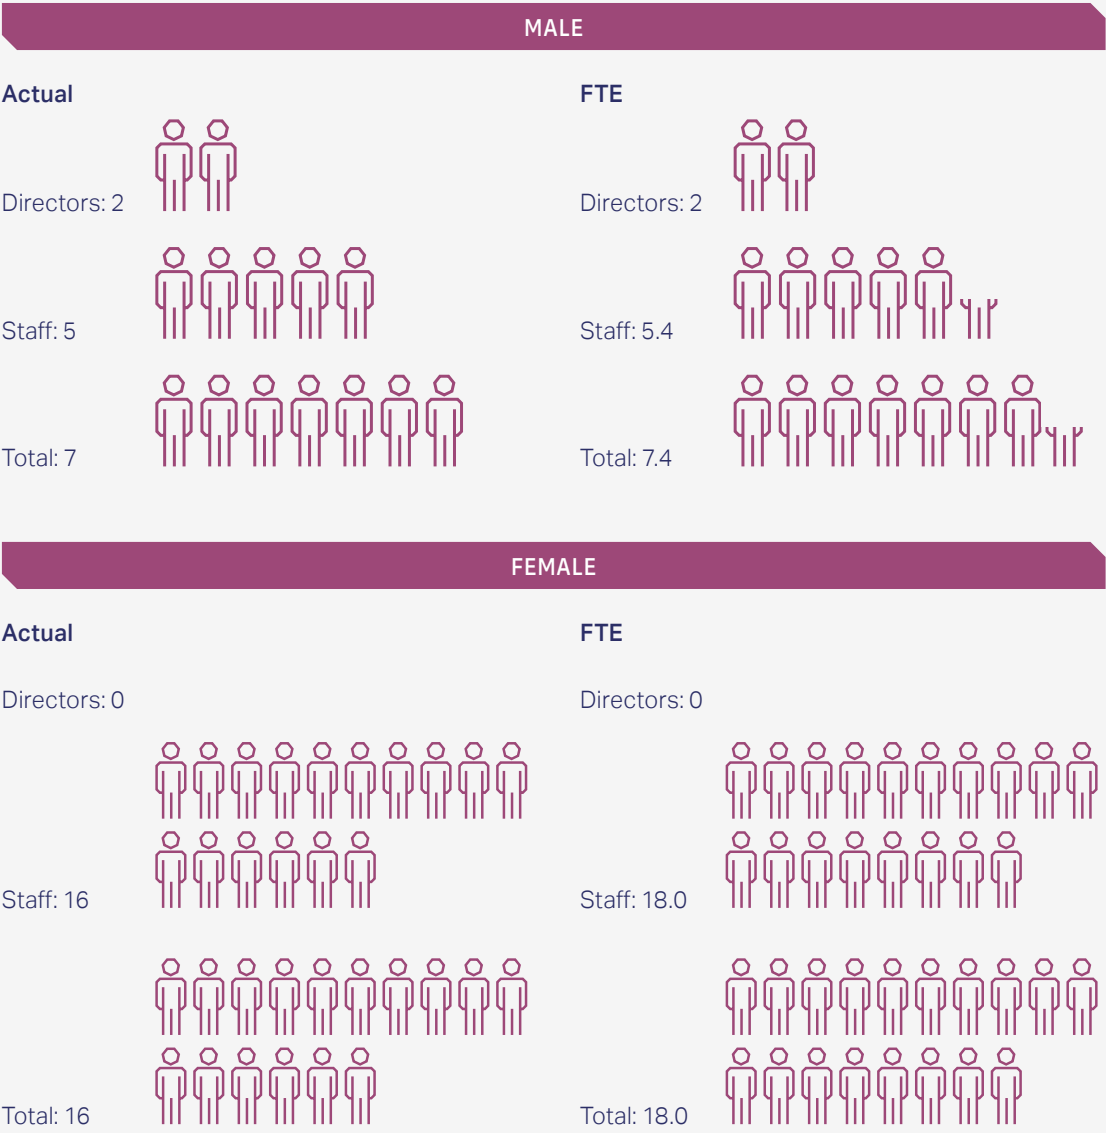 MALE
Actual
FTE
Directors: 2
Directors: 2
Staff: 5
Staff: 5.4
Total: 7
Total: 7.4
FEMALE
Actual
FTE
Directors: 0
Directors: 0
Staff: 16
Staff: 18.0
Total: 16
Total: 18.0